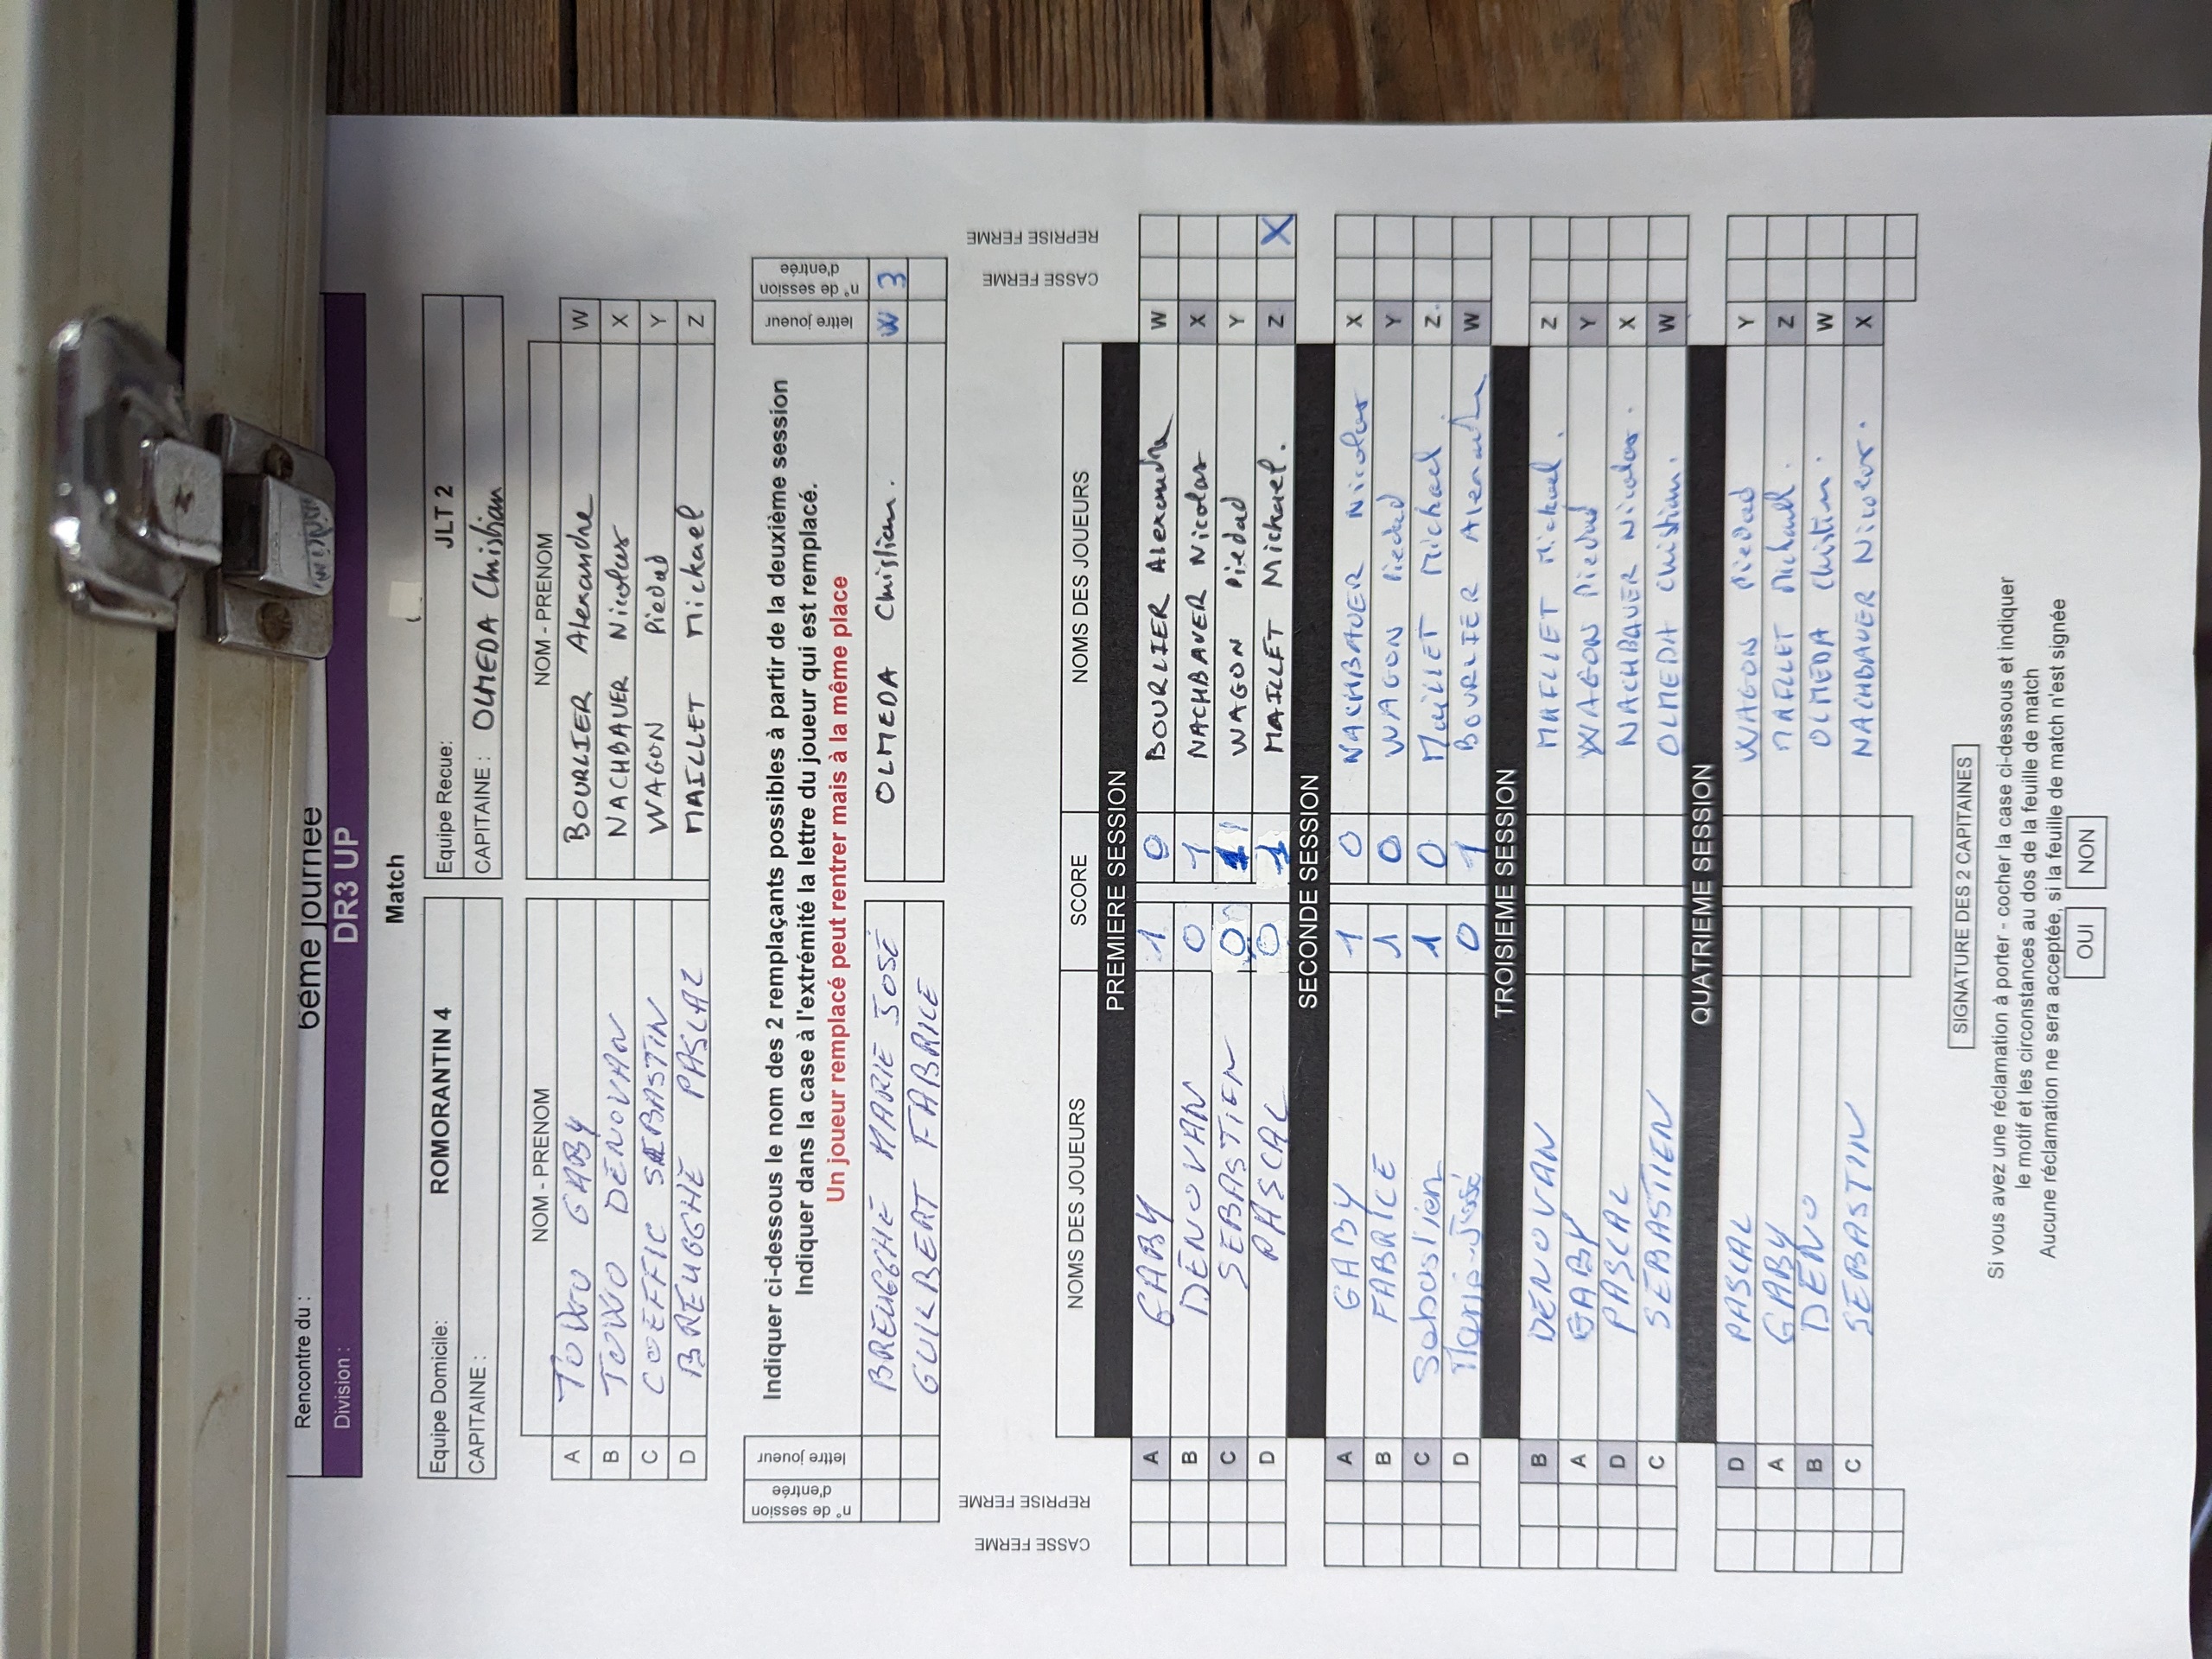 Rencontre du : 6ème journée
Division : DR3 UP
Match
Equipe Domicile: ROMORANTIN 4 Equipe Recue: JLT 2
CAPITAINE : CAPITAINE : OLMEDA Christian
NOM - PRENOM NOM - PRENOM
A GABY BOURLIER Alexandre W
B DENOVAN NACHBAUER Nicolas X
C COEFFIC SEBASTIN WAGON Piedad Y
D BREUGGHE PASCAL MAILLET Mickael Z
n° de session d'entrée lettre joueur lettre joueur n° de session d'entrée
Indiquer ci-dessous le nom des 2 remplaçants possibles à partir de la deuxième session
Indiquer dans la case à l'extrémité la lettre du joueur qui est remplacé.
Un joueur remplacé peut rentrer mais à la même place
BREUGGHE MARIE JOSE OLMEDA Christian. W 3
GUILBERT FABRICE
CASSE FERME REPRISE FERME CASSE FERME REPRISE FERME
NOMS DES JOUEURS SCORE NOMS DES JOUEURS
PREMIERE SESSION
A GABY 1 0 BOURLIER Alexandre W
B DENOVAN 0 1 NACHBAUER Nicolas X
C SEBASTIEN 0 1 WAGON Piedad Y
D PASCAL 0 1 MAILLET Mickael. Z X
SECONDE SESSION
A GABY 1 0 NACHBAUER Nicolas X
B FABRICE 1 0 WAGON Piedad Y
C Sebastien 1 0 Maillet Michael Z.
D Marie-José 0 1 BOURLIER W
TROISIEME SESSION
B DENOVAN MAILLET Mickael. Z
A GABY WAGON Piedad Y
D PASCAL NACHBAUER Nicolas. X
C SEBASTIEN OLMEDA Christian. W
QUATRIEME SESSION
D PASCAL WAGON Piedad Y
A GABY MAILLET Michael. Z
B DENO OLMEDA Christian. W
C SEBASTIN NACHBAUER Nicolas. X
SIGNATURE DES 2 CAPITAINES
Si vous avez une réclamation à porter - cocher la case ci-dessous et indiquer
le motif et les circonstances au dos de la feuille de match
Aucune réclamation ne sera acceptée, si la feuille de match n'est signée
OUI NON